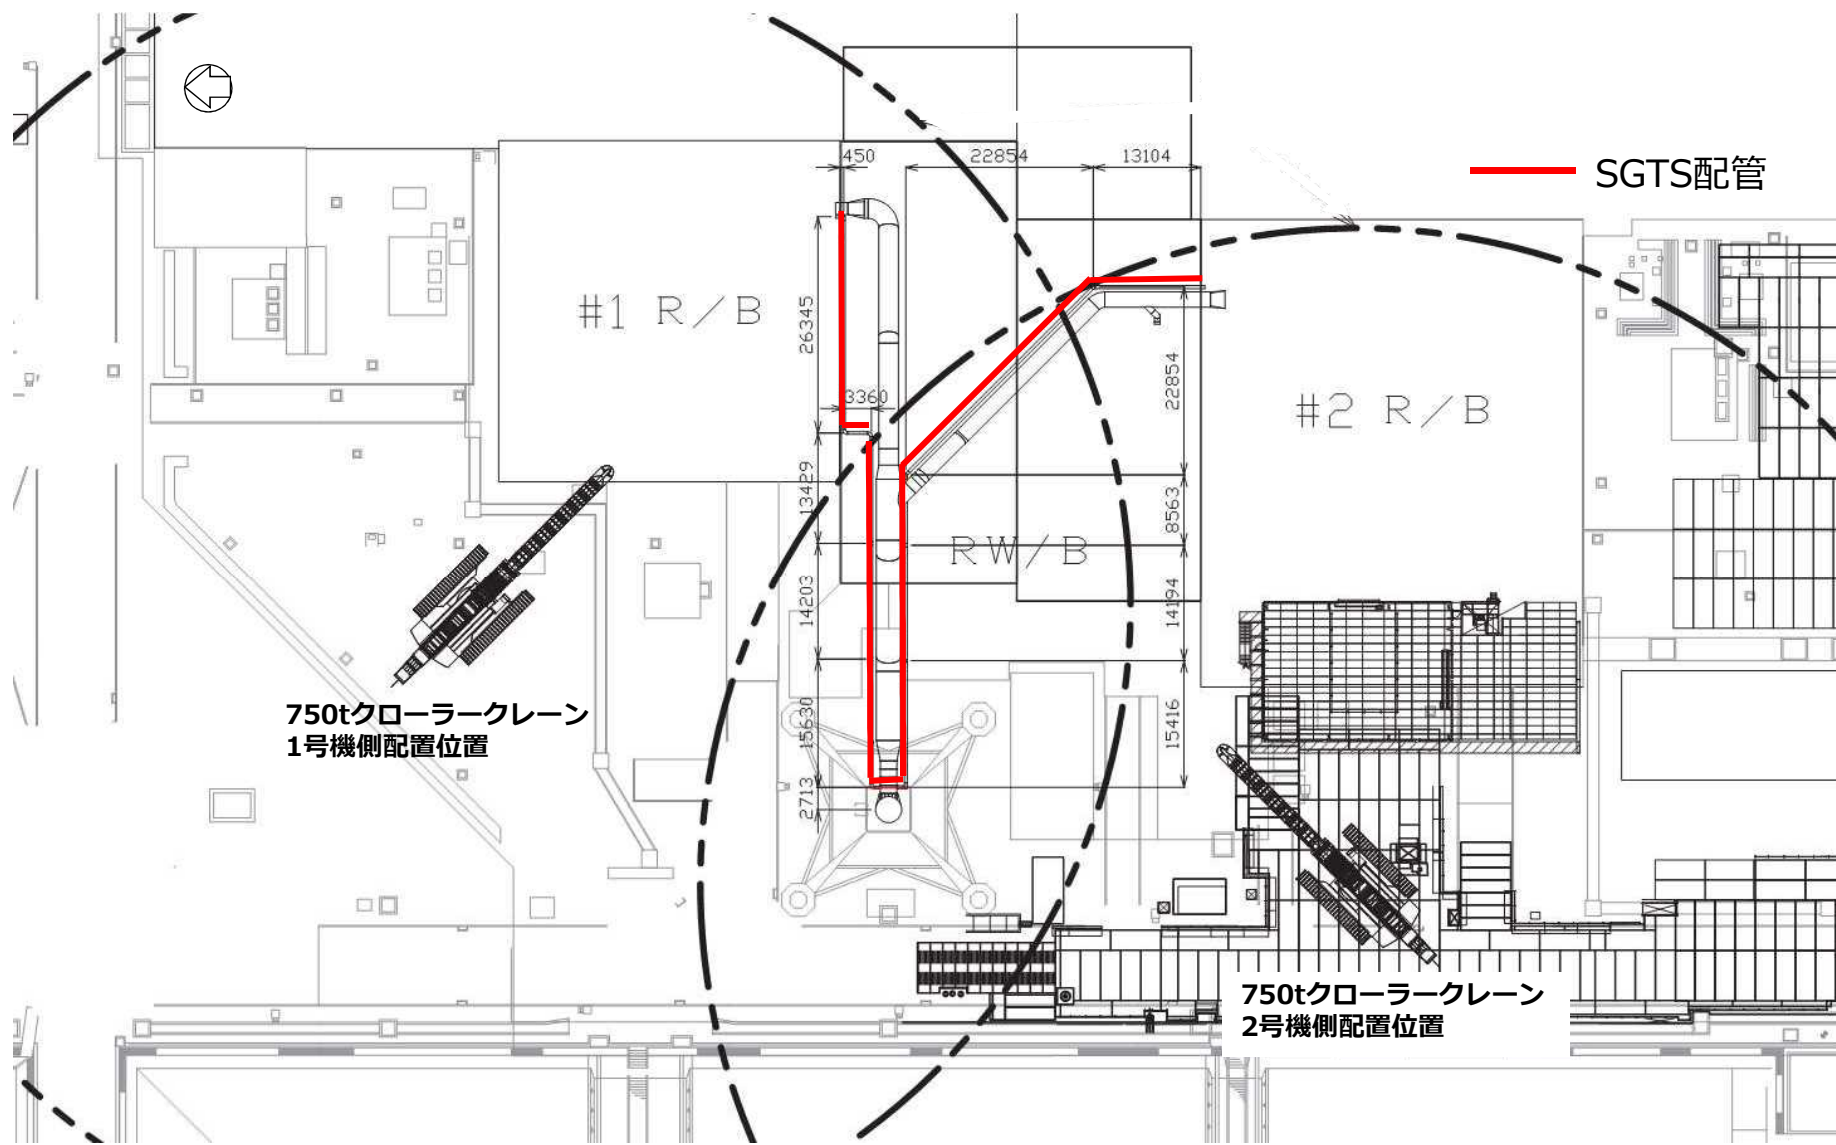 450
22854
13104
SGTS配管
#1 R/B
26345
3360
22854
#2 R/B
13429
8563
RW/B
14203
14194
750tクローラークレーン
1号機側配置位置
15630
15416
2713
750tクローラークレーン
2号機側配置位置